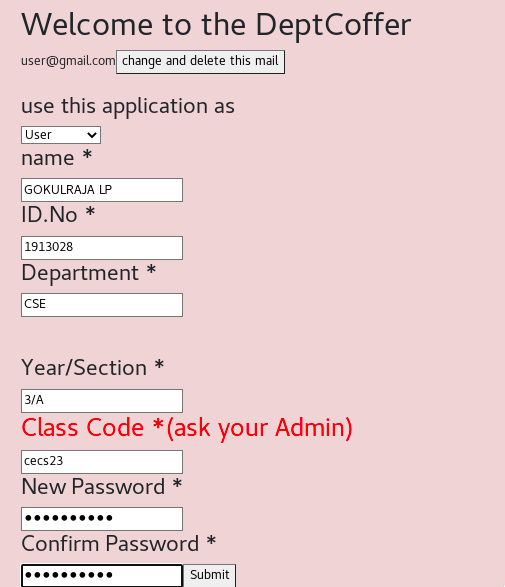 Welcome to the DeptCoffer
user@gmail.com change and delete this mail
use this application as
User
name *
GOKULRAJA LP
ID.No *
1913028
Department *
CSE
Year/Section *
3/A
Class Code *(ask your Admin)
cecs23
New Password *
••••••••••
Confirm Password *
•••••••••• Submit